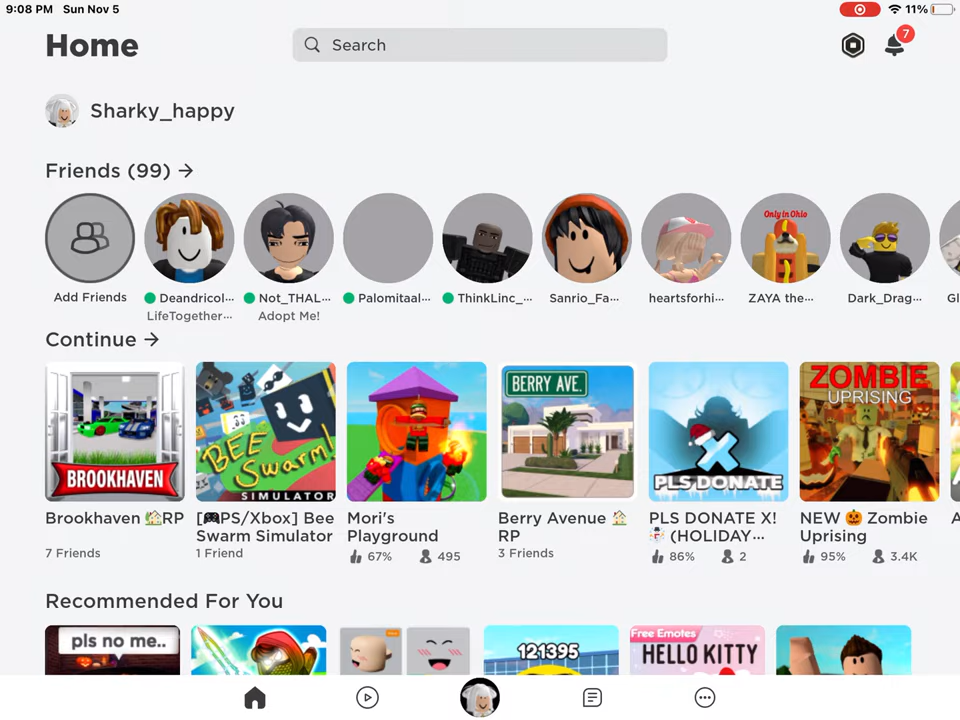 9:08 PM Sun Nov 5 11%
Home
Search
7
Sharky_happy
Friends (99) →
Only in Ohio
Add Friends
Deandricol...
Not_THAL...
Palomitaal...
ThinkLinc_...
Sanrio_Fa...
heartsforhi...
ZAYA the...
Dark_Drag...
Gl
LifeTogether...
Adopt Me!
Continue →
BROOKHAVEN
BEE
Swarm!
SIMULATOR
BERRY AVE.
PLS DONATE
ZOMBIE
UPRISING
Brookhaven 🏡RP
7 Friends
[🎮PS/Xbox] Bee
Swarm Simulator
1 Friend
Mori's
Playground
67% 495
Berry Avenue 🏠
RP
3 Friends
PLS DONATE X!
☃️ (HOLIDAY...
86% 2
NEW 🎃 Zombie
Uprising
95% 3.4K
A
Recommended For You
pls no me..
121395
Free Emotes
HELLO KITTY